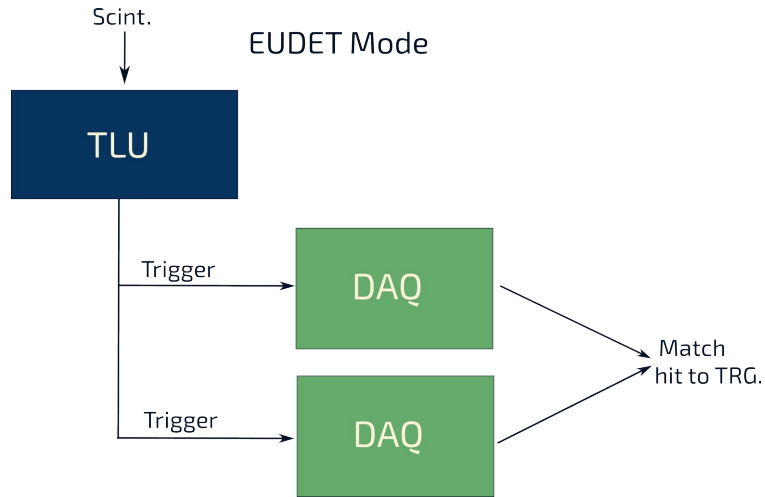 Scint.
EUDET Mode
TLU
Trigger
DAQ
Match
hit to TRG.
Trigger
DAQ